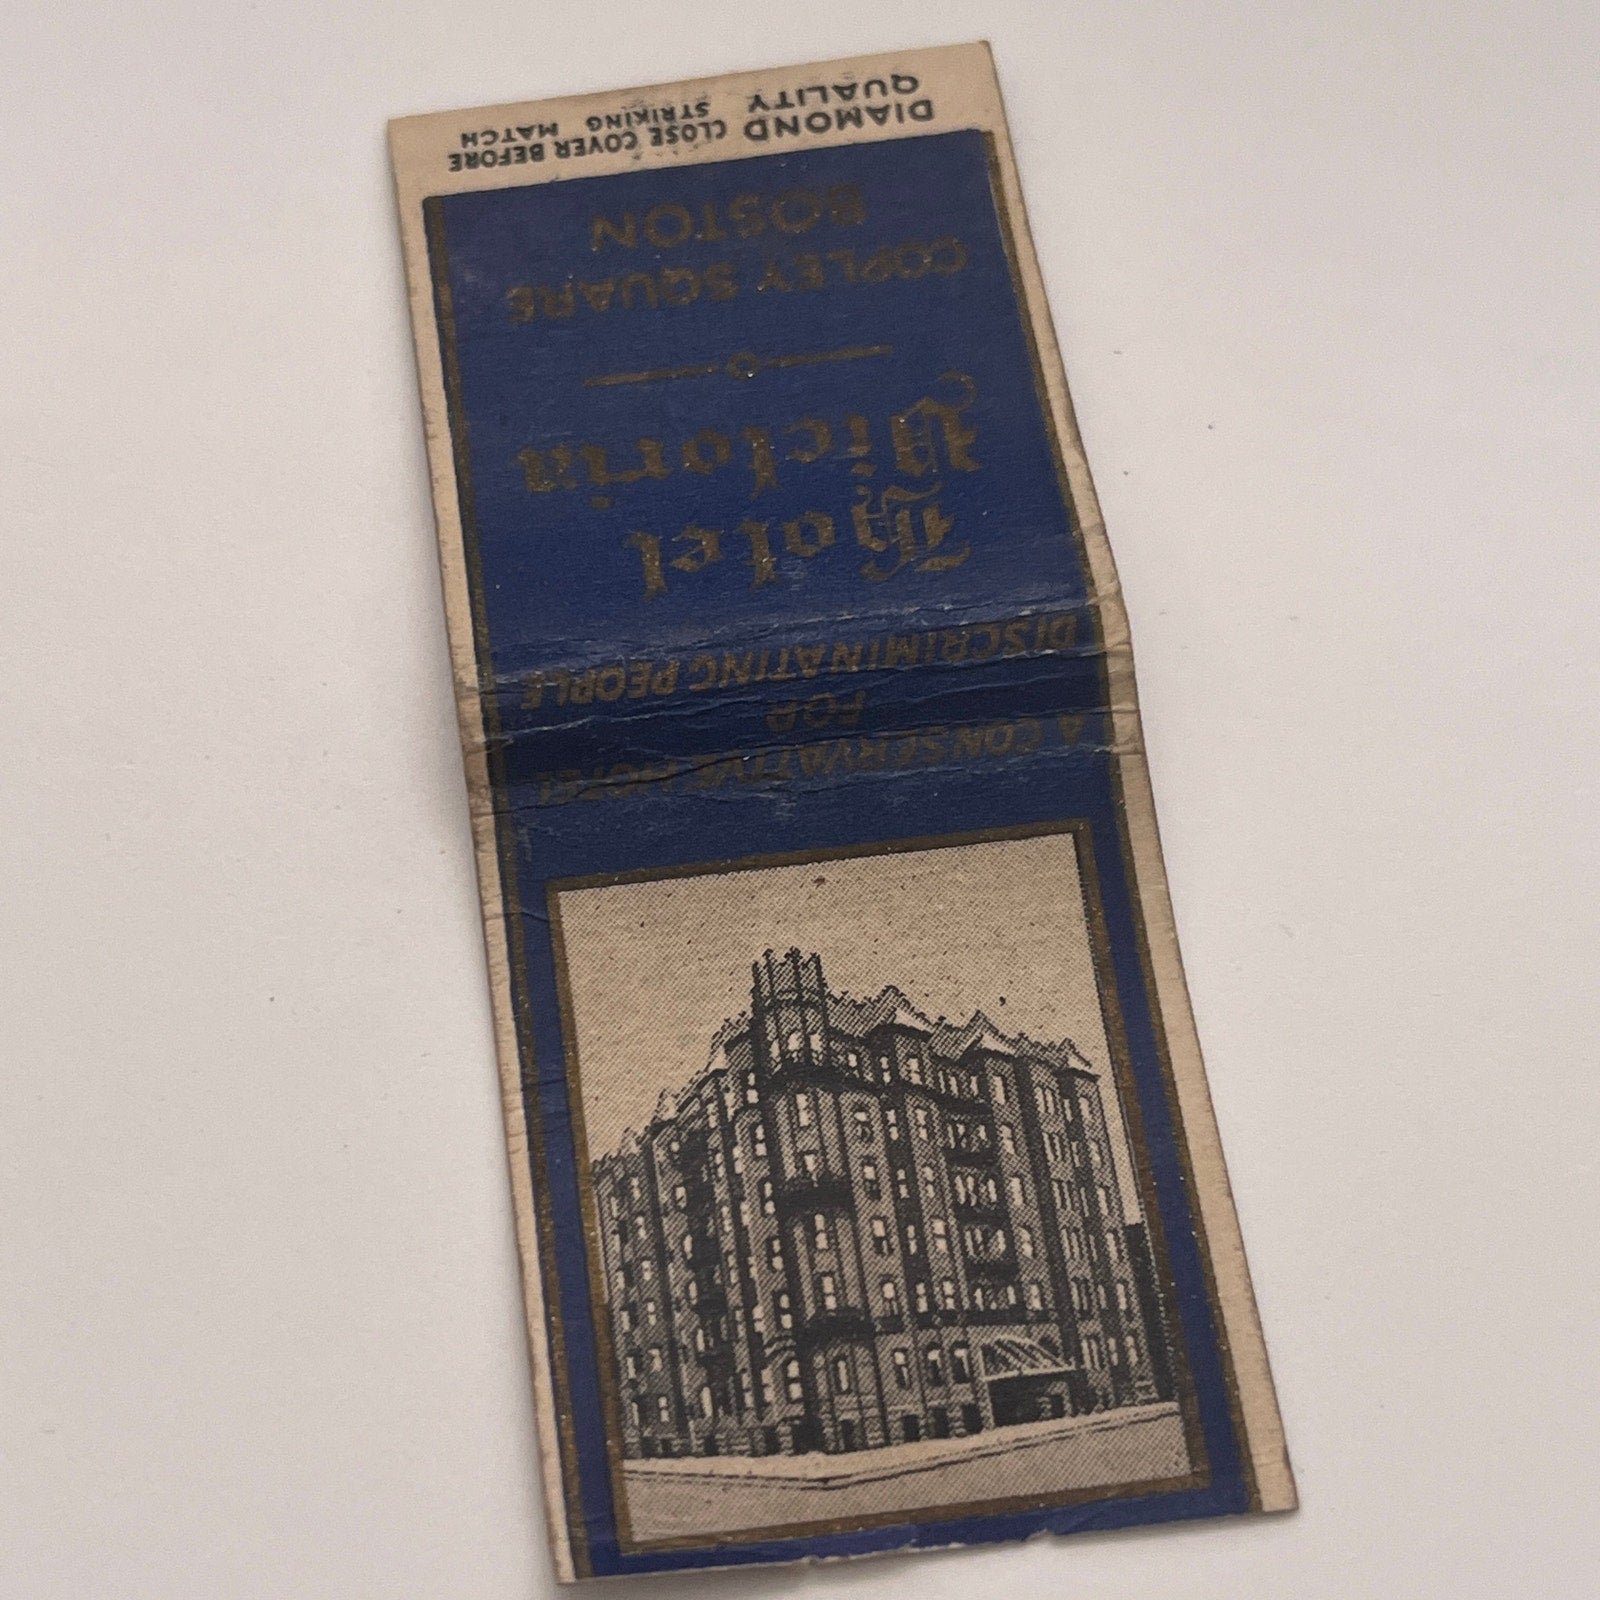 A CONSERVATIVE HOTEL
FOR
DISCRIMINATING PEOPLE
Hotel
Victoria
COPLEY SQUARE
BOSTON
DIAMOND
QUALITY
CLOSE COVER BEFORE
STRIKING MATCH